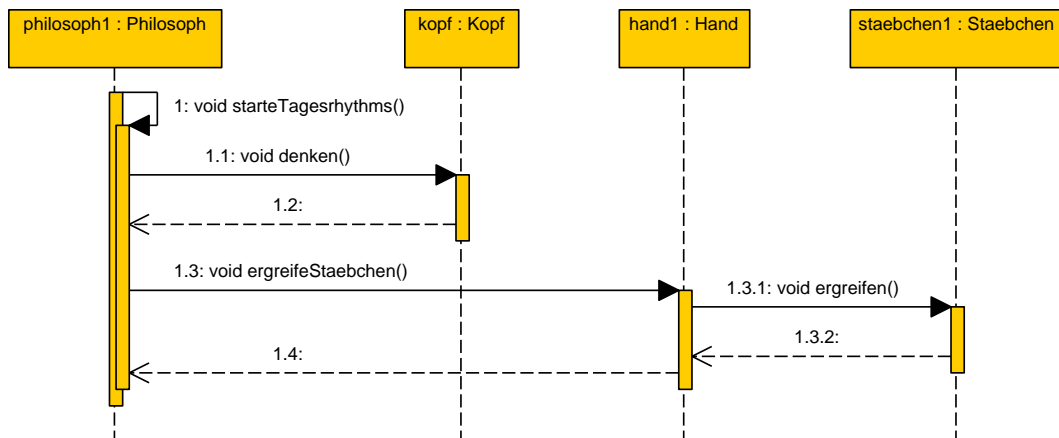 philosoph1 : Philosoph
kopf : Kopf
hand1 : Hand
staebchen1 : Staebchen
1: void starteTagesrhythms()
1.1: void denken()
1.2:
1.3: void ergreifeStaebchen()
1.3.1: void ergreifen()
1.3.2:
1.4: